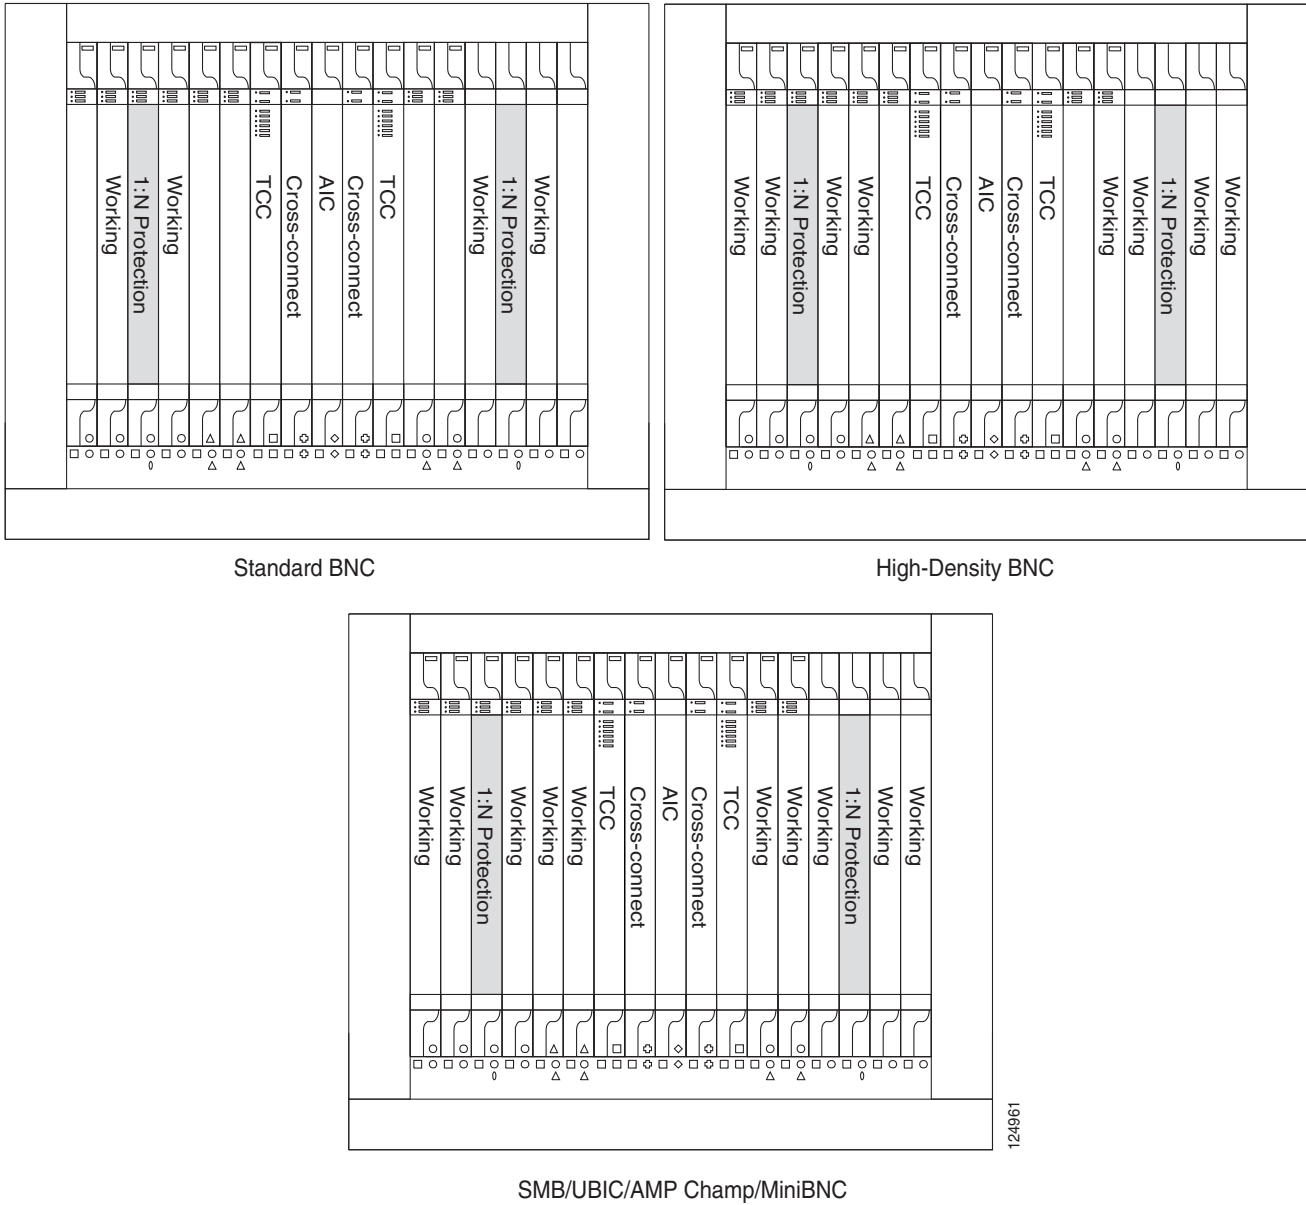 Working
1:N Protection
Working
TCC
Cross-connect
AIC
Cross-connect
TCC
Working
1:N Protection
Working
Standard BNC
Working
Working
1:N Protection
Working
Working
TCC
Cross-connect
AIC
Cross-connect
TCC
Working
Working
1:N Protection
Working
Working
High-Density BNC
Working
Working
1:N Protection
Working
Working
Working
TCC
Cross-connect
AIC
Cross-connect
TCC
Working
Working
Working
1:N Protection
Working
Working
124961
SMB/UBIC/AMP Champ/MiniBNC